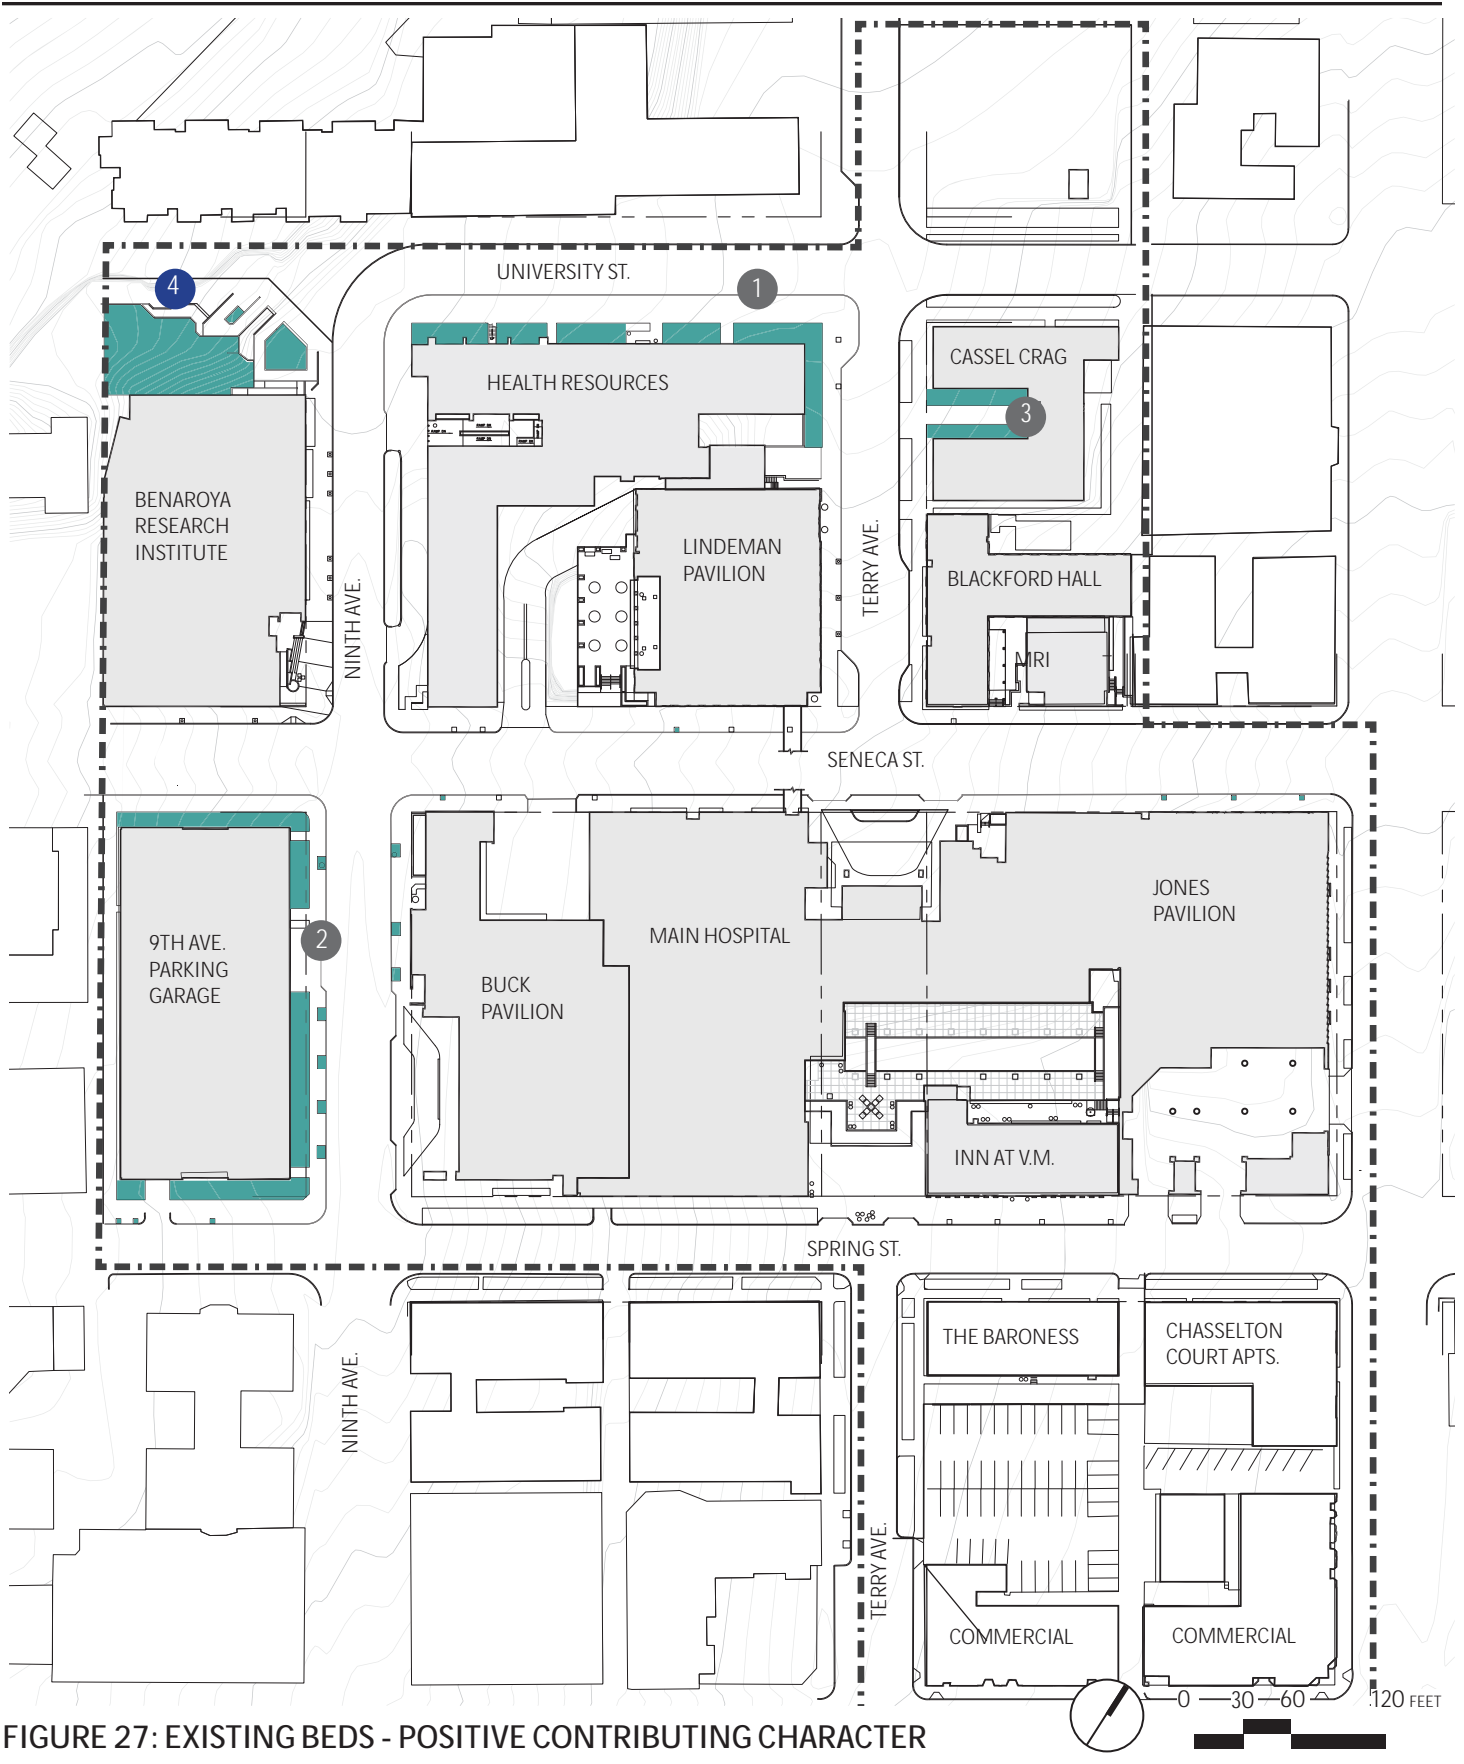 UNIVERSITY ST.
4
1
CASSEL CRAG
HEALTH RESOURCES
3
BENAROYA
RESEARCH
INSTITUTE
LINDEMAN
PAVILION
TERRY AVE.
BLACKFORD HALL
NINTH AVE.
MRI
SENECA ST.
JONES
PAVILION
9TH AVE.
PARKING
GARAGE
2
MAIN HOSPITAL
BUCK
PAVILION
INN AT V.M.
SPRING ST.
THE BARONESS
CHASSELTON
COURT APTS.
NINTH AVE.
TERRY AVE.
COMMERCIAL
COMMERCIAL
0 30 60 120 FEET
FIGURE 27: EXISTING BEDS - POSITIVE CONTRIBUTING CHARACTER